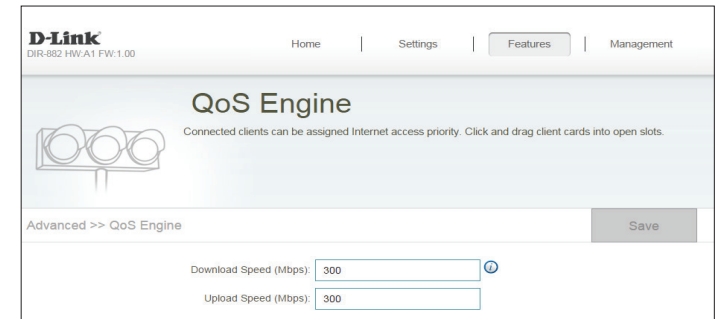 D-Link
DIR-882 HW:A1 FW:1.00
Home | Settings | Features | Management
QoS Engine
Connected clients can be assigned Internet access priority. Click and drag client cards into open slots.
Advanced >> QoS Engine
Save
Download Speed (Mbps): 300 i
Upload Speed (Mbps): 300